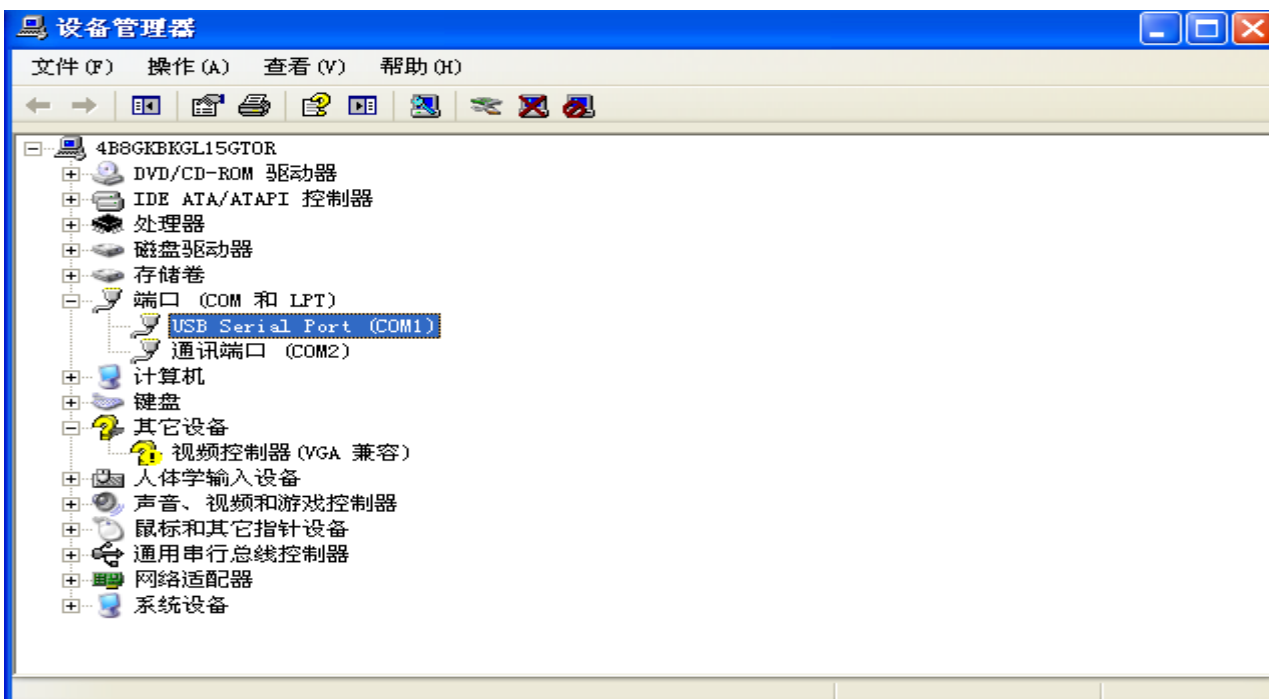 设备管理器
文件(F) 操作(A) 查看(V) 帮助(H)
4B8GKBKGL15GTOR
DVD/CD-ROM 驱动器
IDE ATA/ATAPI 控制器
处理器
磁盘驱动器
存储卷
端口 (COM 和 LPT)
USB Serial Port (COM1)
通讯端口 (COM2)
计算机
键盘
其它设备
视频控制器(VGA 兼容)
人体学输入设备
声音、视频和游戏控制器
鼠标和其它指针设备
通用串行总线控制器
网络适配器
系统设备